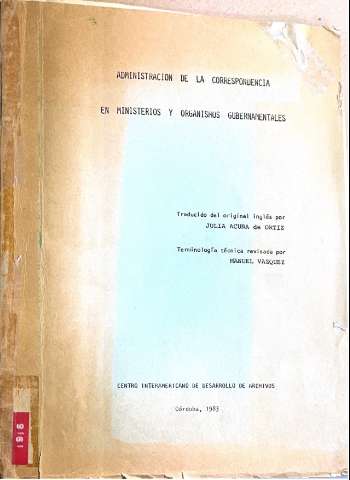 ADMINISTRACION DE LA CORRESPONDENCIA
EN MINISTERIOS Y ORGANISMOS GUBERNAMENTALES
Traducido del original inglés por
JULIA ACUÑA de ORTIZ
Terminología técnica revisada por
MANUEL VASQUEZ
CENTRO INTERAMERICANO DE DESARROLLO DE ARCHIVOS
Córdoba, 1983